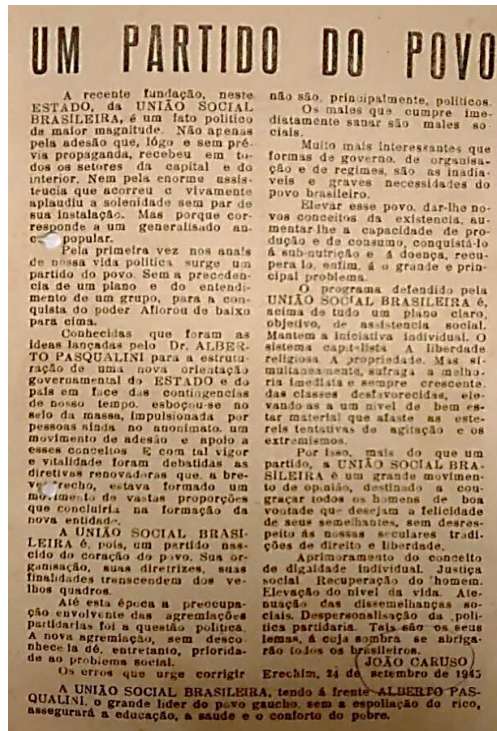 UM PARTIDO DO POVO
A recente fundação, neste
ESTADO, da UNIÃO SOCIAL
BRASILEIRA, é um fato politico
da maior magnitude. Não apenas
pela adesão que, lógo e sem pré-
via propaganda, recebeu em to-
dos os setores da capital e do
interior. Nem pela enorme assis-
tencia que acorreu e vivamente
aplaudiu a solenidade sem par de
sua instalação. Mas porque cor-
responde a um generalisado an-
popular.
Pela primeira vez nos anais
de nossa vida politica surge um
partido do povo. Sem a preceden-
cia de um plano e do entendi-
mento de um grupo, para a con-
quista do poder Aflorou de baixo
para cima.
Conhecidas que foram as
ideas lançadas pelo Dr. ALBER-
TO PASQUALINI para a estrutu-
ração de uma nova orientação
governamental do ESTADO e do
país em face das contingencias
de nosso tempo, esboçou-se no
seio da massa, impulsionada por
pessoas ainda no anonimato, um
movimento de adesão e apoio a
esses conceitos E com tal vigor
e vitalidade foram debatidas as
diretivas renovadoras que, a bre-
ve trecho, estava formado um
movimento de vastas proporções
que concluiria na formação da
nova entidade.
A UNIÃO SOCIAL BRASI-
LEIRA é, pois, um partido nas-
cido do coração do povo. Sua or-
ganisação, suas diretrizes, suas
finalidades transcendem dos ve-
lhos quadros.
Até esta época a preocupa-
ção envolvente das agremiações
partidarias foi a questão politica.
A nova agremiação, sem desco
nhece la dê, entretanto, priorida-
de ao problema social.
Os erros que urge corrigir
não são, principalmente, politicos.
Os males que cumpre ime-
diatamente sanar são males so-
ciais.
Muito mais interessantes que
formas de governo, de organisa-
ção e de regimes, são as inadia-
veis e graves necessidades do
povo brasileiro.
Elevar esse povo, dar-lhe no-
vos conceitos da existencia, au-
mentar lhe a capacidade de pro-
dução e de consumo, conquistá-lo
á sub-nutrição e á doença, recu-
pera lo, enfim, é o grande e prin-
cipal problema.
O programa defendido pela
UNIÃO SOCIAL BRASILEIRA é,
acima de tudo um plano claro,
objetivo, de assistencia social.
Mantem a iniciativa individual. O
sistema capitalista A liberdade
religiosa A propriedade. Mas si-
multaneamente, sufraga a melho-
ria imediata e sempre crescente
das classes desfavorecidas, ele-
vando-as a um nivel de bem es-
tar material que afaste as este-
reis tentativas de agitação e os
extremismos.
Por isso, mais do que um
partido, a UNIÃO SOCIAL BRA-
SILEIRA é um grande movimen-
to de opinião, destinado a con-
graçar todos os homens de boa
vontade que desejam a felicidade
de seus semelhantes, sem desres-
peito ás nossas seculares tradi-
ções de direito e liberdade.
Aprimoramento do conceito
de digaldade individual. Justiça
social Recuperação do homem.
Elevação do nivel da vida. Ate-
nuação das dissemelhanças so-
ciais. Despersonalisação da poli-
tica partidaria. Tais são os seus
lemas, á cuja sombra se abriga-
rão todos os brasileiros.
JOÃO CARUSO
Erechim, 24 de setembro de 1945
A UNIÃO SOCIAL BRASILEIRA, tendo á frente ALBERTO PAS-
QUALINI, o grande lider do povo gaucho, sem a espoliação do rico,
assegurará a educação, a saude e o conforto do pobre.